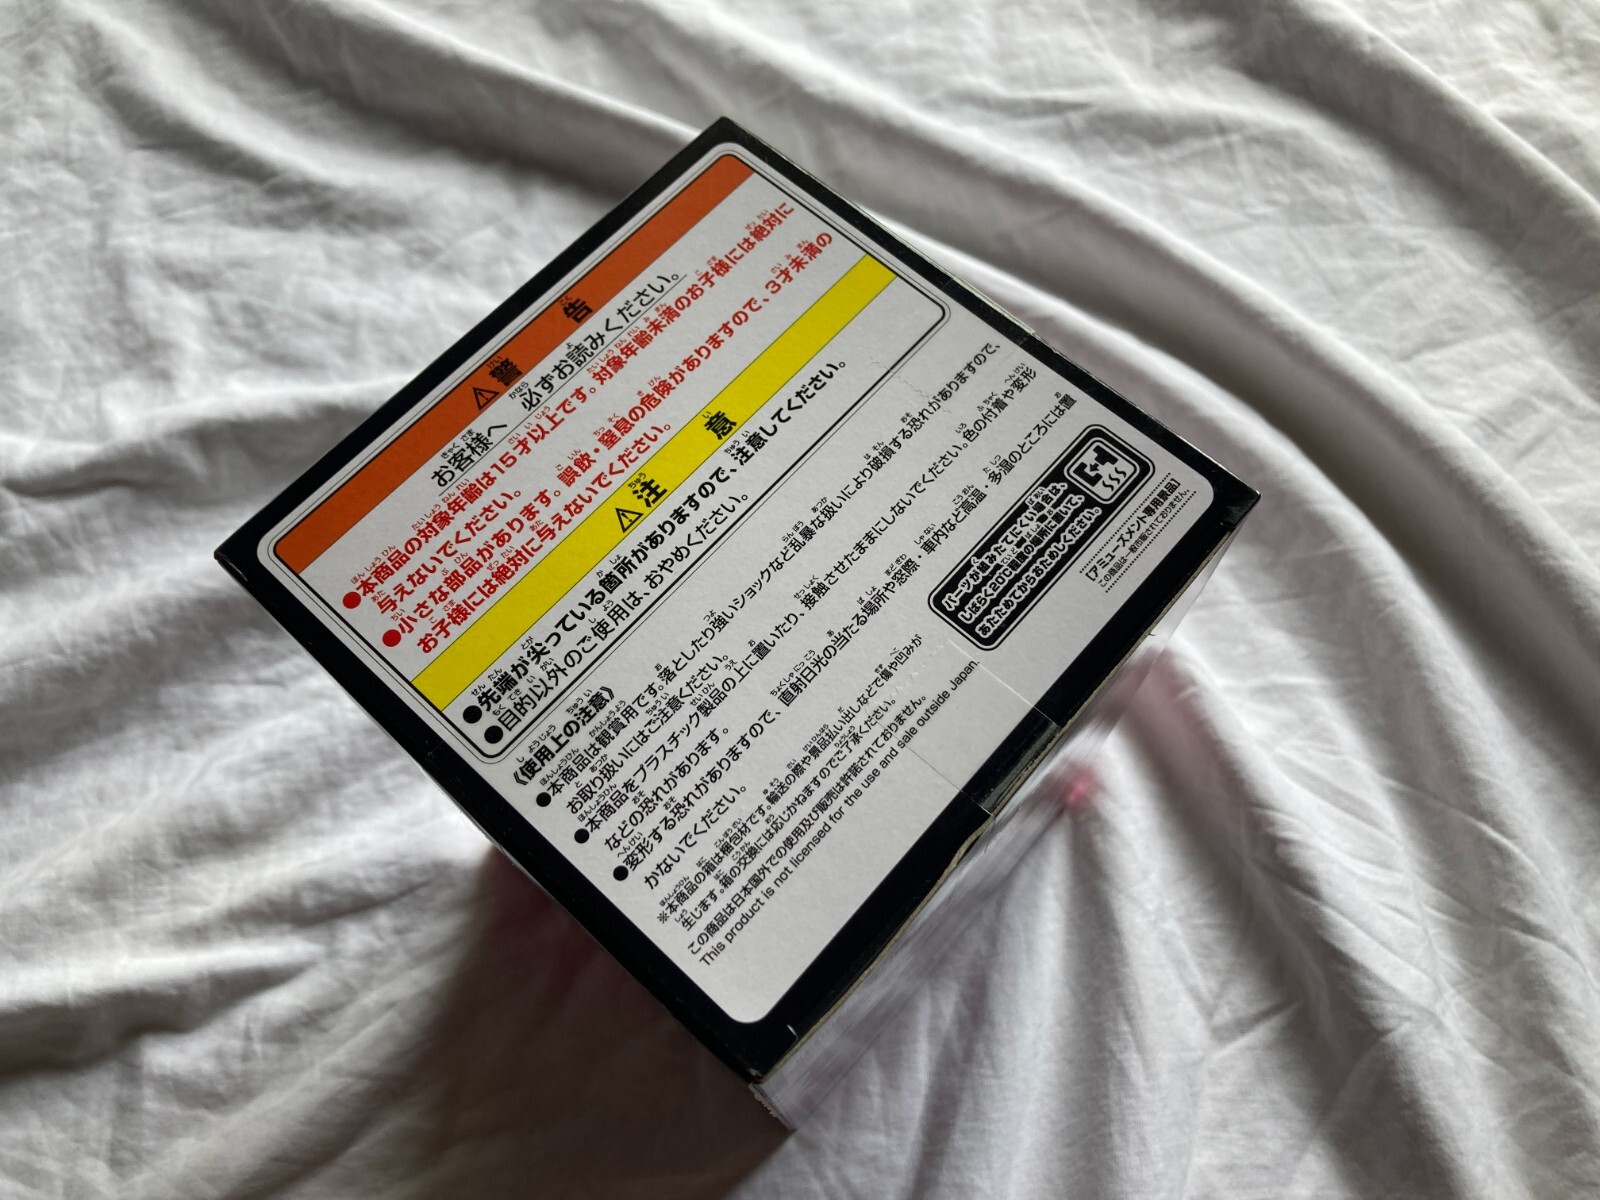 ⚠警告
お客様へ 必ずお読みください。
●本商品の対象年齢は15才以上です。対象年齢未満のお子様には絶対に
与えないでください。
●小さな部品があります。誤飲・窒息の危険がありますので、3才未満の
お子様には絶対に与えないでください。
⚠注意
●先端が尖っている箇所がありますので、注意してください。
●目的以外のご使用は、おやめください。
《使用上の注意》
●本商品は観賞用です。落としたり強いショックなど乱暴な扱いにより破損する恐れがありますので、
お取り扱いにはご注意ください。
●本商品をプラスチック製品の上に置いたり、接触させたままにしないでください。色の付着や変形
などの恐れがあります。
●変形する恐れがありますので、直射日光の当たる場所や窓際・車内など高温・多湿のところには置
かないでください。
※本商品の箱は梱包材です。輸送の際や景品払い出しなどで傷や凹みが
生じます。箱の交換には応じかねますのでご了承ください。
この商品は日本国外での使用及び販売は許諾されておりません。
This product is not licensed for the use and sale outside Japan.
パーツが組みたてにくい場合は、
しばらく20℃程度の場所に置いて、
あたためてからおためしください。
[アミューズメント専用景品]
この商品は一般市販されておりません。